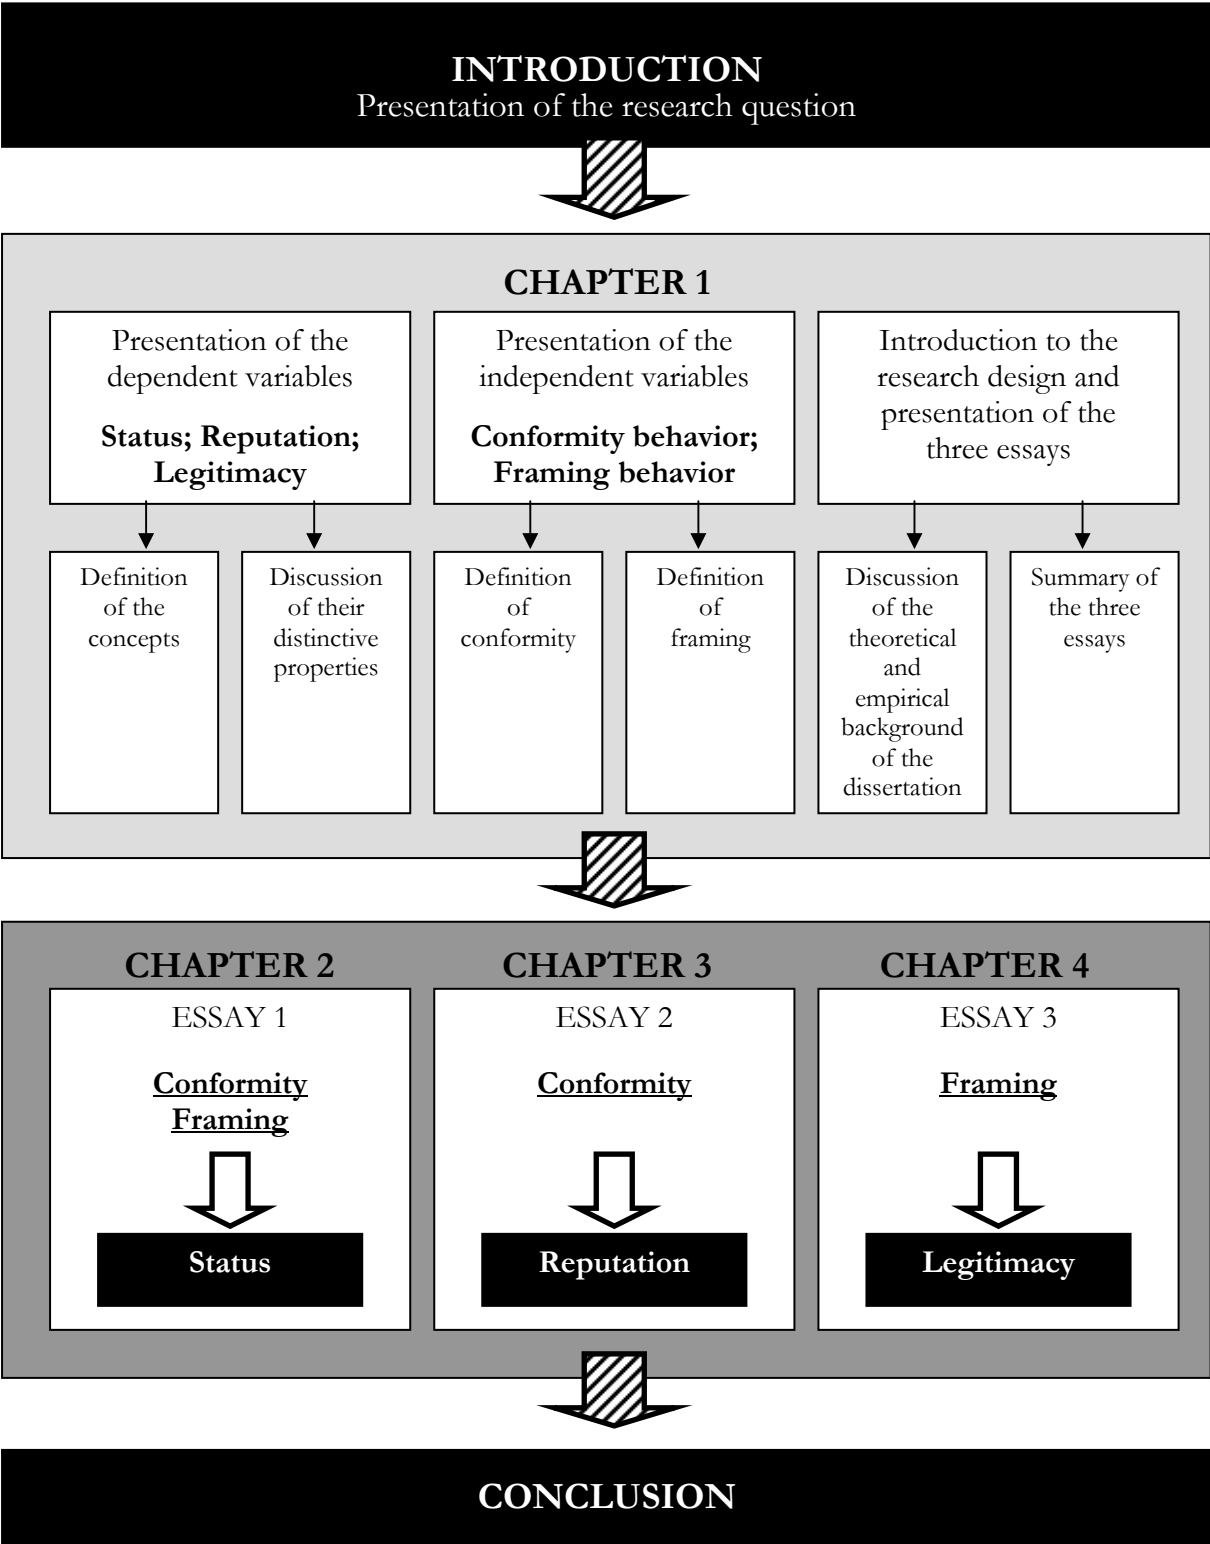 INTRODUCTION
Presentation of the research question
CHAPTER 1
Presentation of the
dependent variables
Status; Reputation;
Legitimacy
Presentation of the
independent variables
Conformity behavior;
Framing behavior
Introduction to the
research design and
presentation of the
three essays
Definition
of the
concepts
Discussion
of their
distinctive
properties
Definition
of
conformity
Definition
of
framing
Discussion
of the
theoretical
and
empirical
background
of the
dissertation
Summary of
the three
essays
CHAPTER 2
ESSAY 1
Conformity
Framing
Status
CHAPTER 3
ESSAY 2
Conformity
Reputation
CHAPTER 4
ESSAY 3
Framing
Legitimacy
CONCLUSION